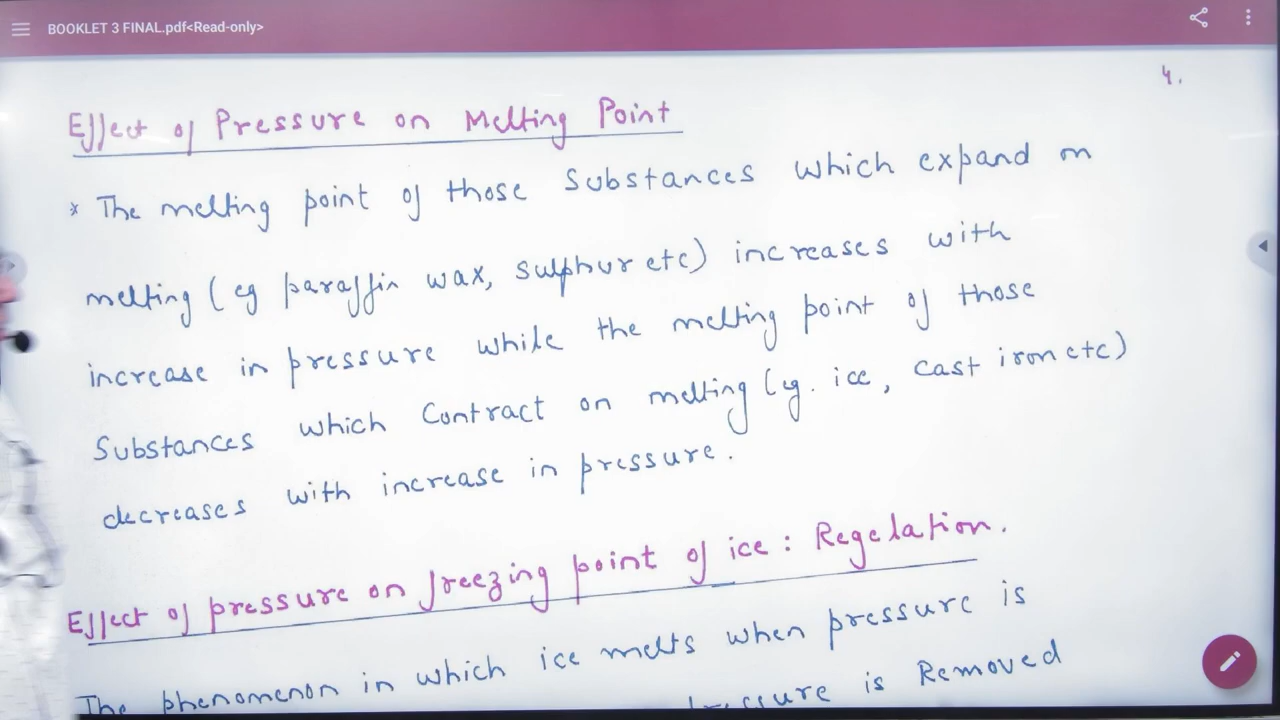 BOOKLET 3 FINAL.pdf<Read-only>
4.
Effect of Pressure on Melting Point
* The melting point of those Substances which expand on
melting (eg paraffin wax, sulphur etc) increases with
increase in pressure while the melting point of those
Substances which Contract on melting (eg. ice, cast iron etc)
decreases with increase in pressure.
Effect of pressure on freezing point of ice : Regelation.
The phenomenon in which ice melts when pressure is
is Removed